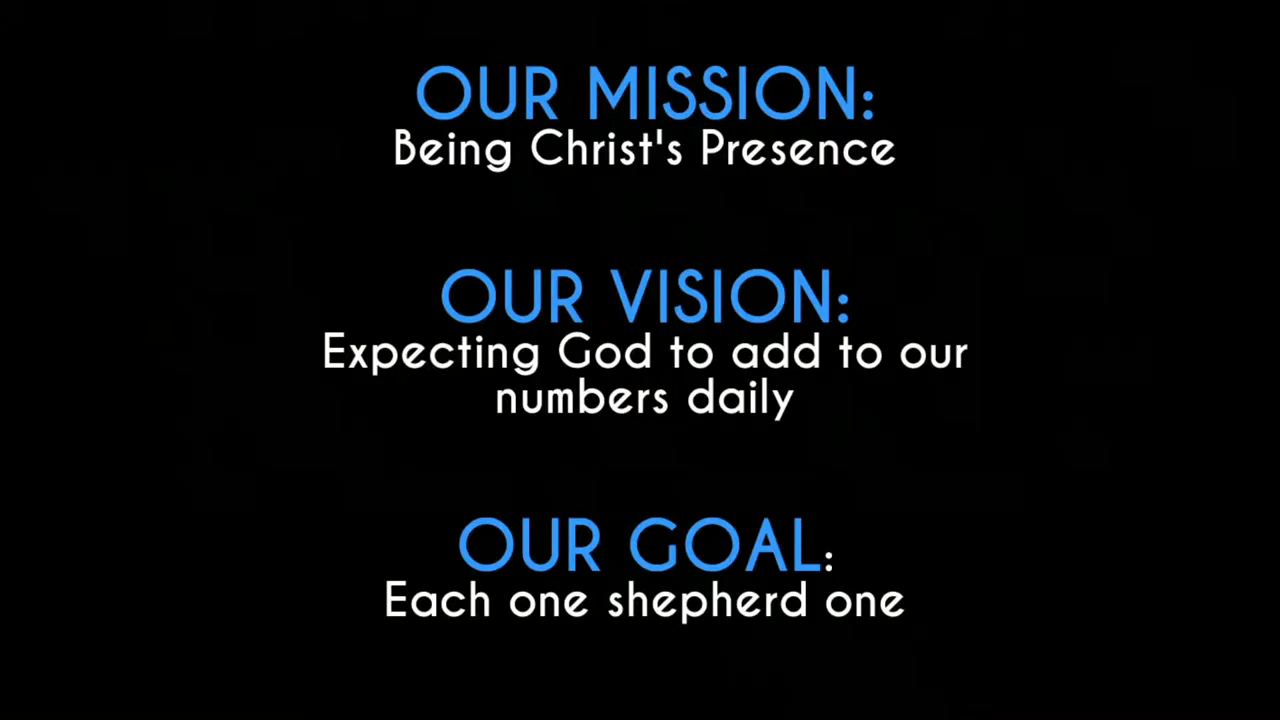 OUR MISSION:
Being Christ's Presence
OUR VISION:
Expecting God to add to our
numbers daily
OUR GOAL:
Each one shepherd one